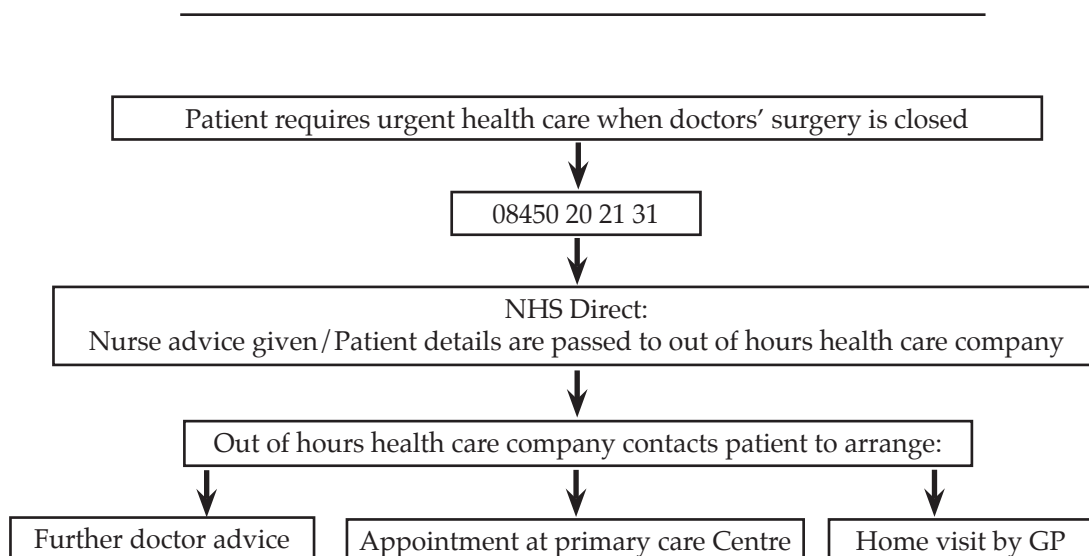 Patient requires urgent health care when doctors’ surgery is closed
08450 20 21 31
NHS Direct:
Nurse advice given/Patient details are passed to out of hours health care company
Out of hours health care company contacts patient to arrange:
Further doctor advice
Appointment at primary care Centre
Home visit by GP